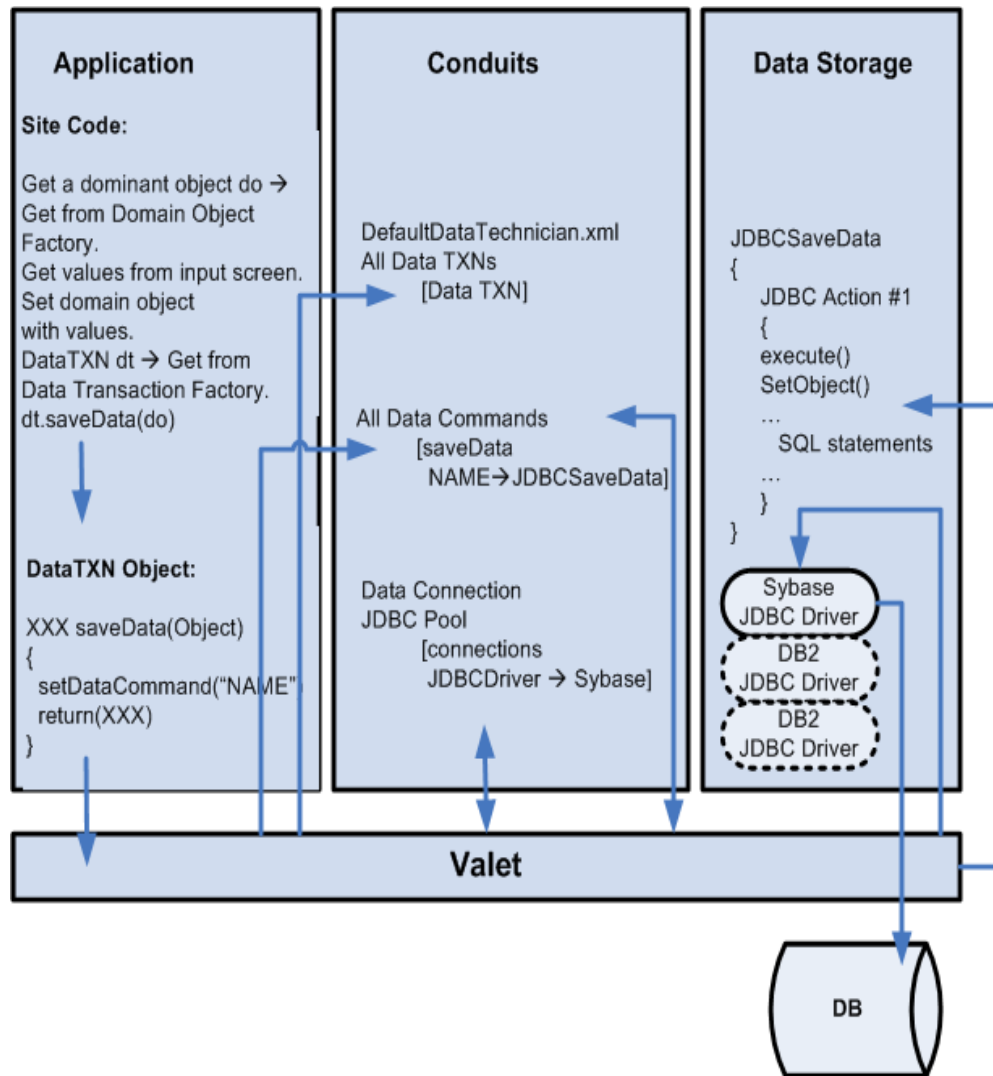 Application
Site Code:
Get a dominant object do →
Get from Domain Object
Factory.
Get values from input screen.
Set domain object
with values.
DataTXN dt → Get from
Data Transaction Factory.
dt.saveData(do)
DataTXN Object:
XXX saveData(Object)
{
setDataCommand("NAME")
return(XXX)
}
Conduits
DefaultDataTechnician.xml
All Data TXNs
[Data TXN]
All Data Commands
[saveData
NAME→JDBCSaveData]
Data Connection
JDBC Pool
[connections
JDBCDriver → Sybase]
Data Storage
JDBCSaveData
{
JDBC Action #1
{
execute()
SetObject()
...
SQL statements
...
}
}
Sybase
JDBC Driver
DB2
JDBC Driver
DB2
JDBC Driver
Valet
DB